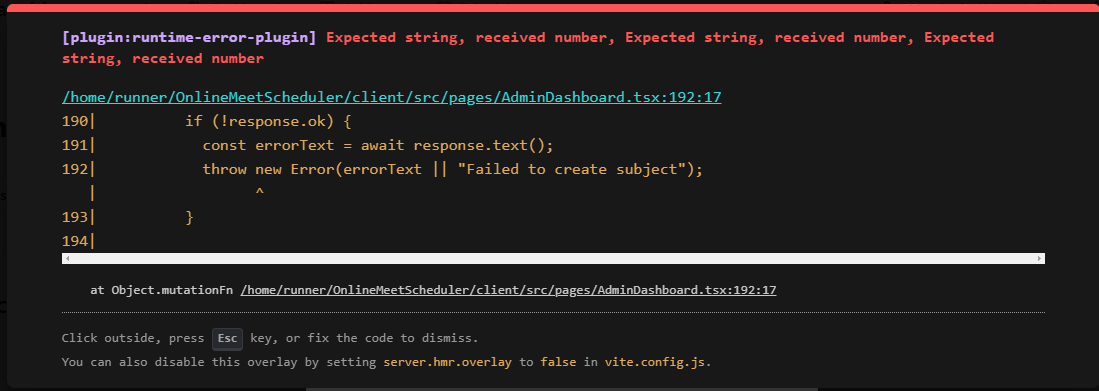 [plugin:runtime-error-plugin] Expected string, received number, Expected string, received number, Expected
string, received number
/home/runner/OnlineMeetScheduler/client/src/pages/AdminDashboard.tsx:192:17
190|          if (!response.ok) {
191|            const errorText = await response.text();
192|            throw new Error(errorText || "Failed to create subject");
   |                  ^
193|          }
194|
at Object.mutationFn /home/runner/OnlineMeetScheduler/client/src/pages/AdminDashboard.tsx:192:17
Click outside, press Esc key, or fix the code to dismiss.
You can also disable this overlay by setting server.hmr.overlay to false in vite.config.js.